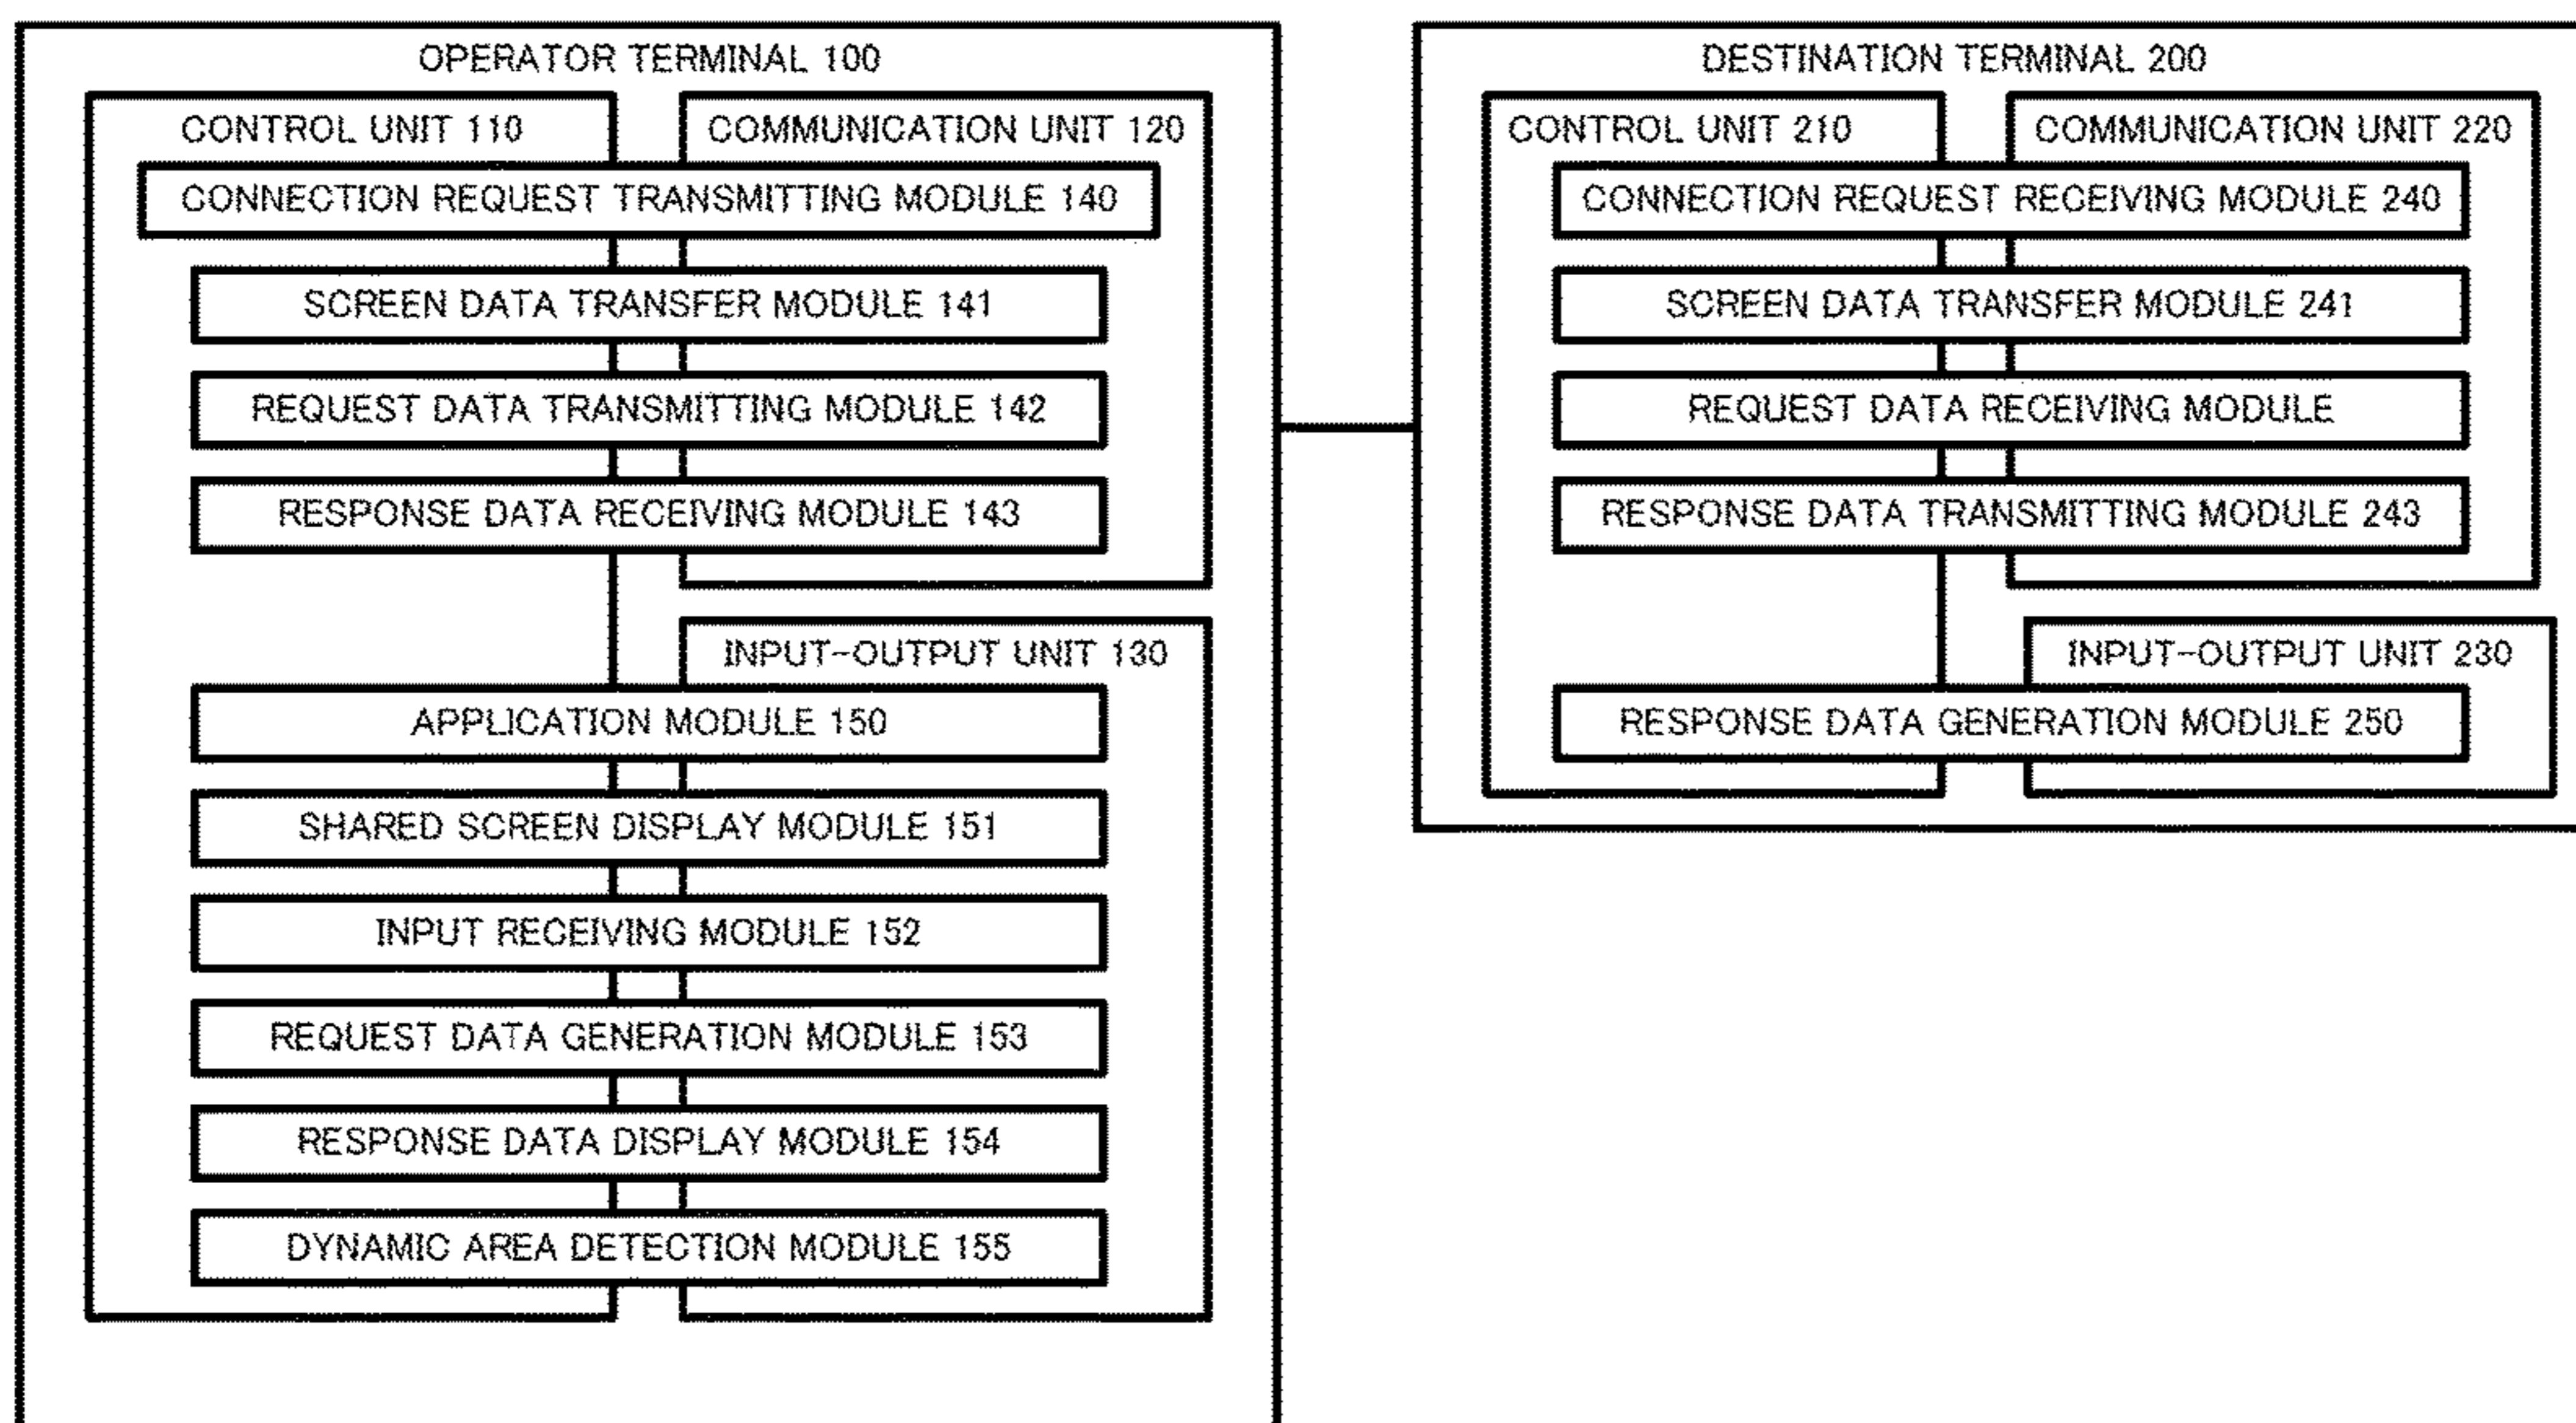 OPERATOR TERMINAL 100
CONTROL UNIT 110
COMMUNICATION UNIT 120
CONNECTION REQUEST TRANSMITTING MODULE 140
SCREEN DATA TRANSFER MODULE 141
REQUEST DATA TRANSMITTING MODULE 142
RESPONSE DATA RECEIVING MODULE 143
INPUT-OUTPUT UNIT 130
APPLICATION MODULE 150
SHARED SCREEN DISPLAY MODULE 151
INPUT RECEIVING MODULE 152
REQUEST DATA GENERATION MODULE 153
RESPONSE DATA DISPLAY MODULE 154
DYNAMIC AREA DETECTION MODULE 155
DESTINATION TERMINAL 200
CONTROL UNIT 210
COMMUNICATION UNIT 220
CONNECTION REQUEST RECEIVING MODULE 240
SCREEN DATA TRANSFER MODULE 241
REQUEST DATA RECEIVING MODULE
RESPONSE DATA TRANSMITTING MODULE 243
INPUT-OUTPUT UNIT 230
RESPONSE DATA GENERATION MODULE 250